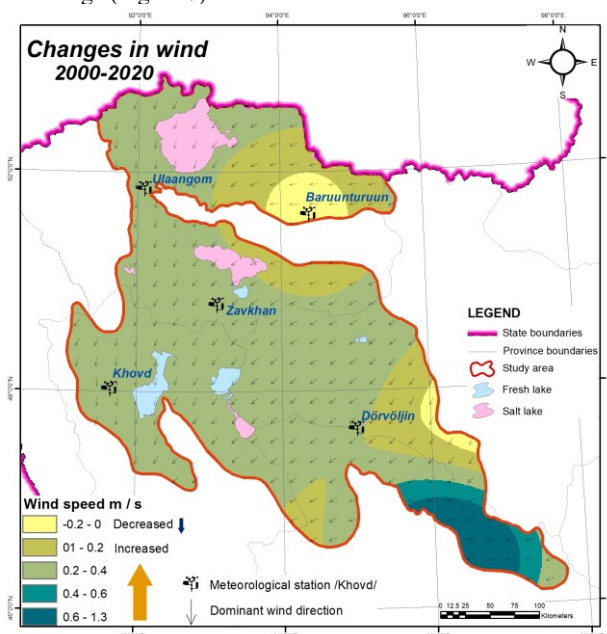 Changes in wind
2000-2020
92°0'0"E
94°0'0"E
96°0'0"E
98°0'0"E
N
W
E
S
50°0'0"N
Ulaangom
Baruunturuun
Zavkhan
Khovd
Dörvöljin
48°0'0"N
LEGEND
State boundaries
Province boundaries
Study area
Fresh lake
Salt lake
Wind speed m / s
-0.2 - 0 Decreased
01 - 0.2 Increased
0.2 - 0.4
0.4 - 0.6
0.6 - 1.3
Meteorological station /Khovd/
Dominant wind direction
0 12.5 25 50 75 100
Kilometers
46°0'0"N